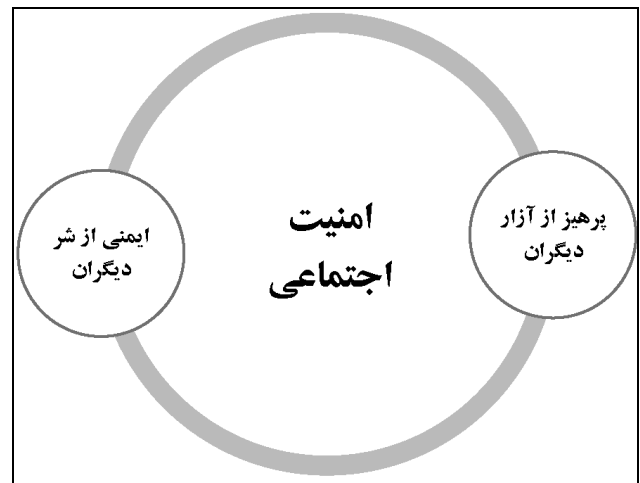 پرهیز از آزار
دیگران
امنیت
اجتماعی
ایمنی از شر
دیگران